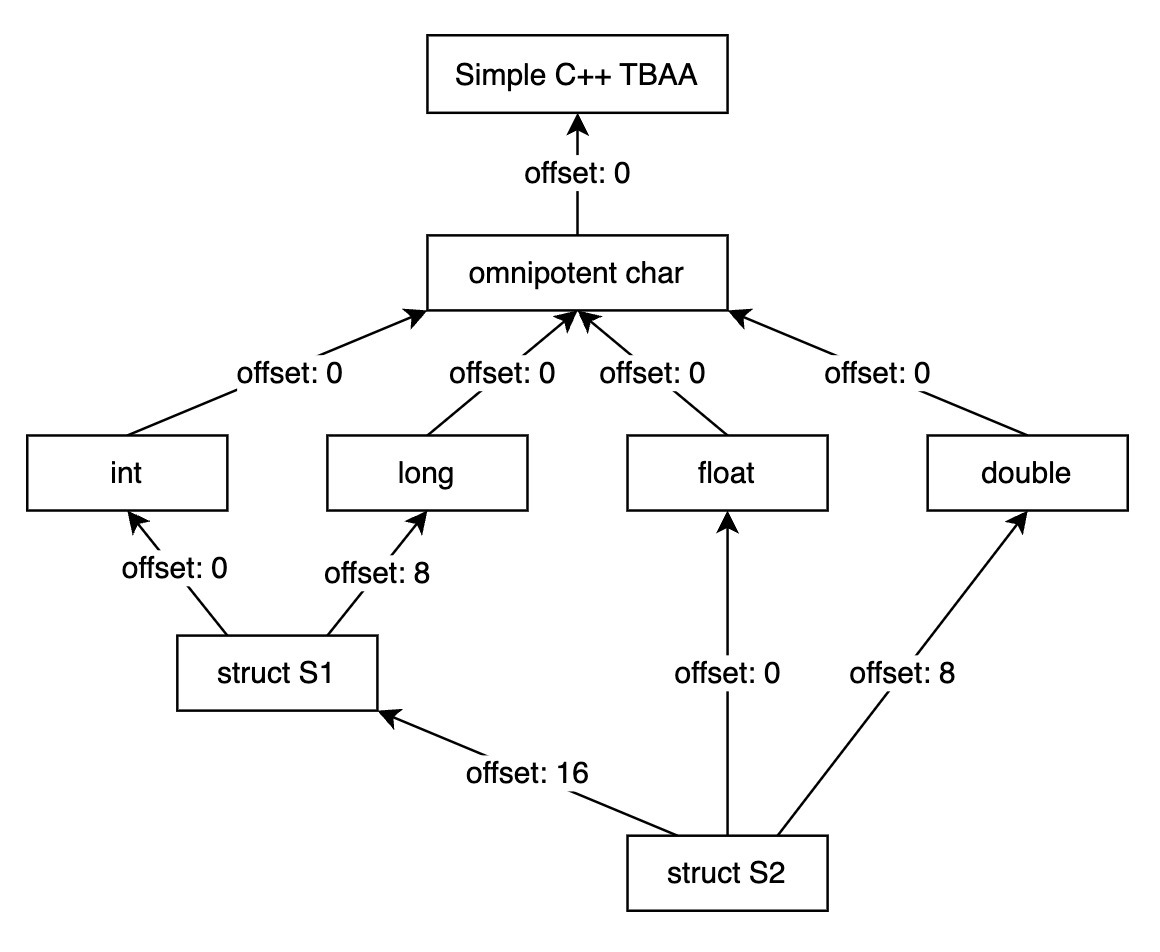 Simple C++ TBAA
offset: 0
omnipotent char
offset: 0
offset: 0
offset: 0
offset: 0
int
long
float
double
offset: 0
offset: 8
struct S1
offset: 0
offset: 8
offset: 16
struct S2